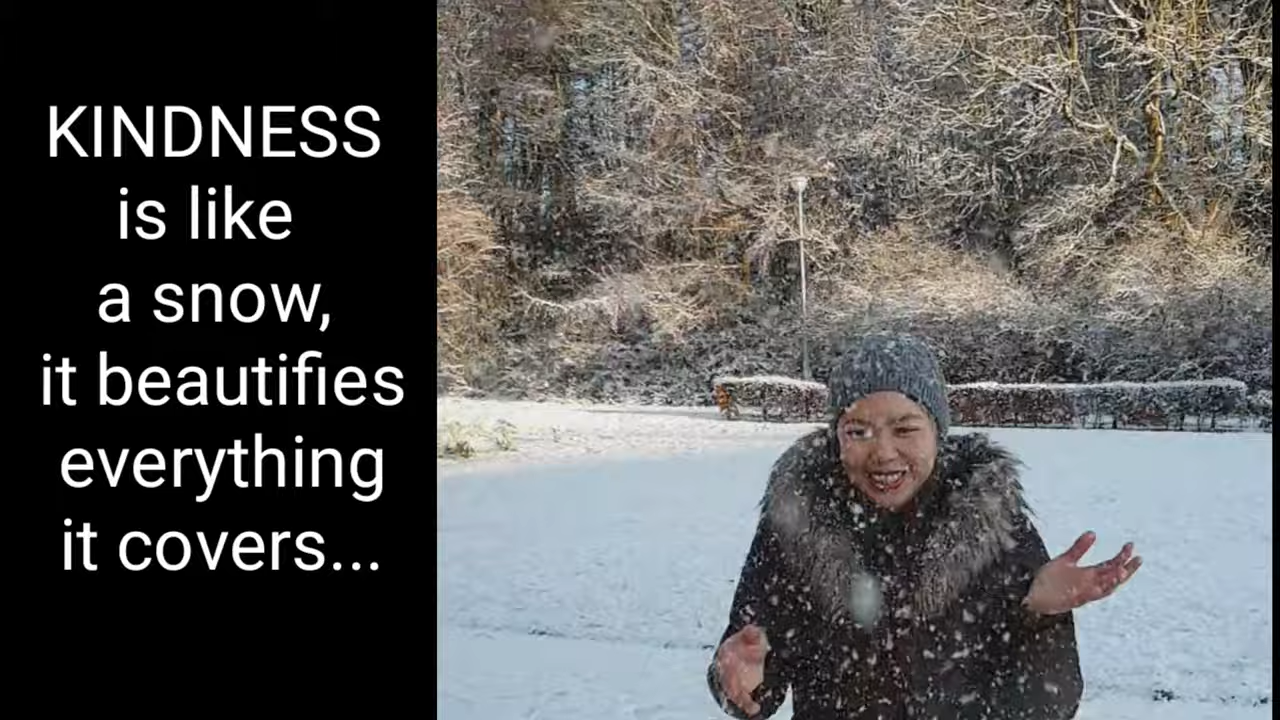 KINDNESS
is like
a snow,
it beautifies
everything
it covers...